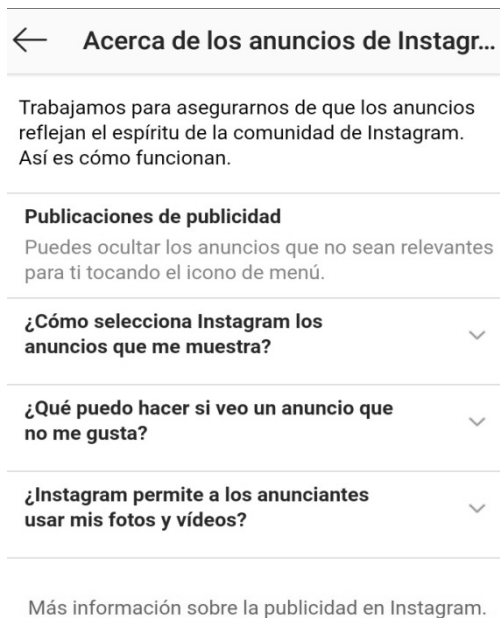 Acerca de los anuncios de Instagr...
Trabajamos para asegurarnos de que los anuncios
reflejan el espíritu de la comunidad de Instagram.
Así es cómo funcionan.
Publicaciones de publicidad
Puedes ocultar los anuncios que no sean relevantes
para ti tocando el icono de menú.
¿Cómo selecciona Instagram los
anuncios que me muestra?
¿Qué puedo hacer si veo un anuncio que
no me gusta?
¿Instagram permite a los anunciantes
usar mis fotos y vídeos?
Más información sobre la publicidad en Instagram.